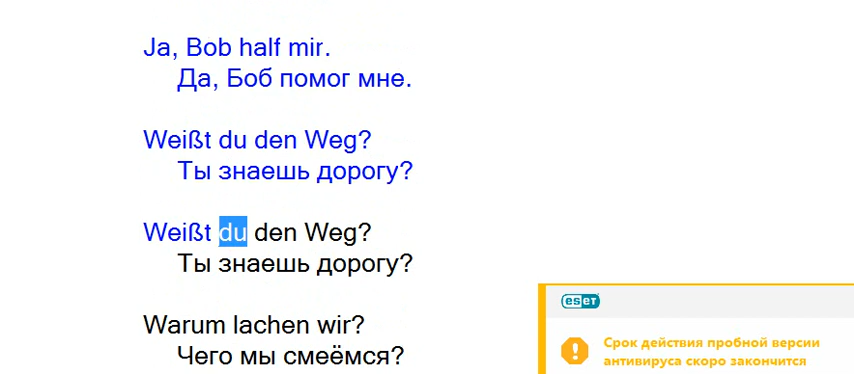 Ja, Bob half mir.
Да, Боб помог мне.
Weißt du den Weg?
Ты знаешь дорогу?
Weißt du den Weg?
Ты знаешь дорогу?
Warum lachen wir?
Чего мы смеёмся?
eset
Срок действия пробной версии
антивируса скоро закончится